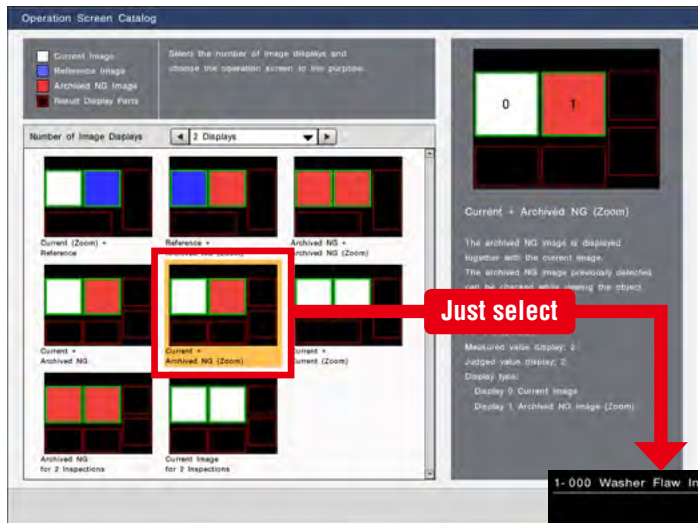 Operation Screen Catalog
Current Image
Reference Image
Archived NG Image
Result Display Parts
Select the number of image displays and
choose the operation screen to the purpose.
Number of Image Displays
2 Displays
Current (Zoom) +
Reference
Reference +
Archived NG (Zoom)
Archived NG +
Archived NG (Zoom)
Current +
Archived NG
Current +
Archived NG (Zoom)
Current +
Current (Zoom)
Archived NG
for 2 Inspections
Current Image
for 2 Inspections
0 1
Current + Archived NG (Zoom)
The archived NG image is displayed
together with the current image.
The archived NG image previously detected
can be checked while viewing the object.
Just select
Measured value display: 2
Judged value display: 2
Display type:
Display 0 Current Image
Display 1 Archived NG Image (Zoom)
1-000 Washer Flaw In